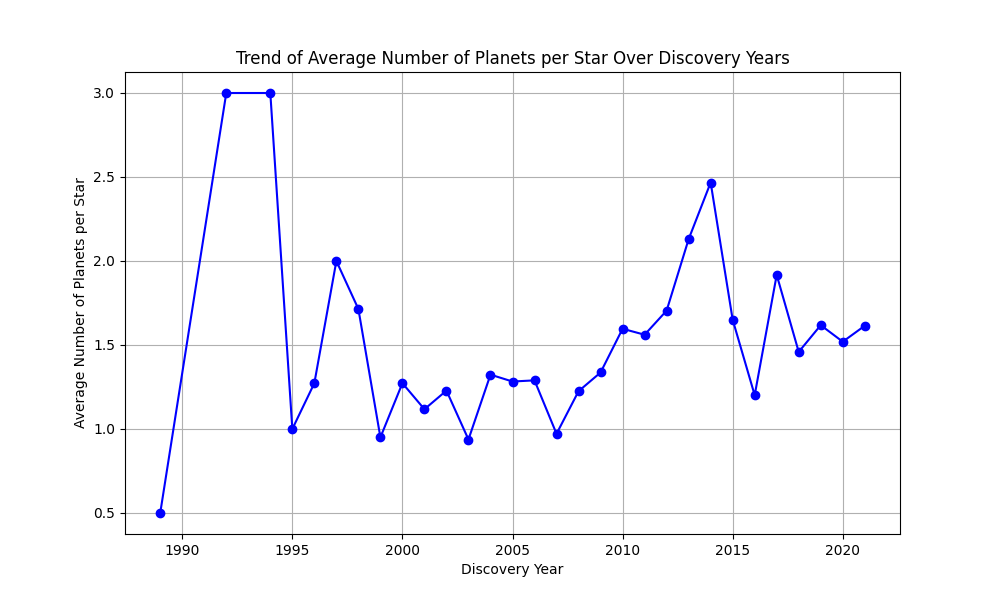 Trend of Average Number of Planets per Star Over Discovery Years
Average Number of Planets per Star
3.0
2.5
2.0
1.5
1.0
0.5
1990 1995 2000 2005 2010 2015 2020
Discovery Year